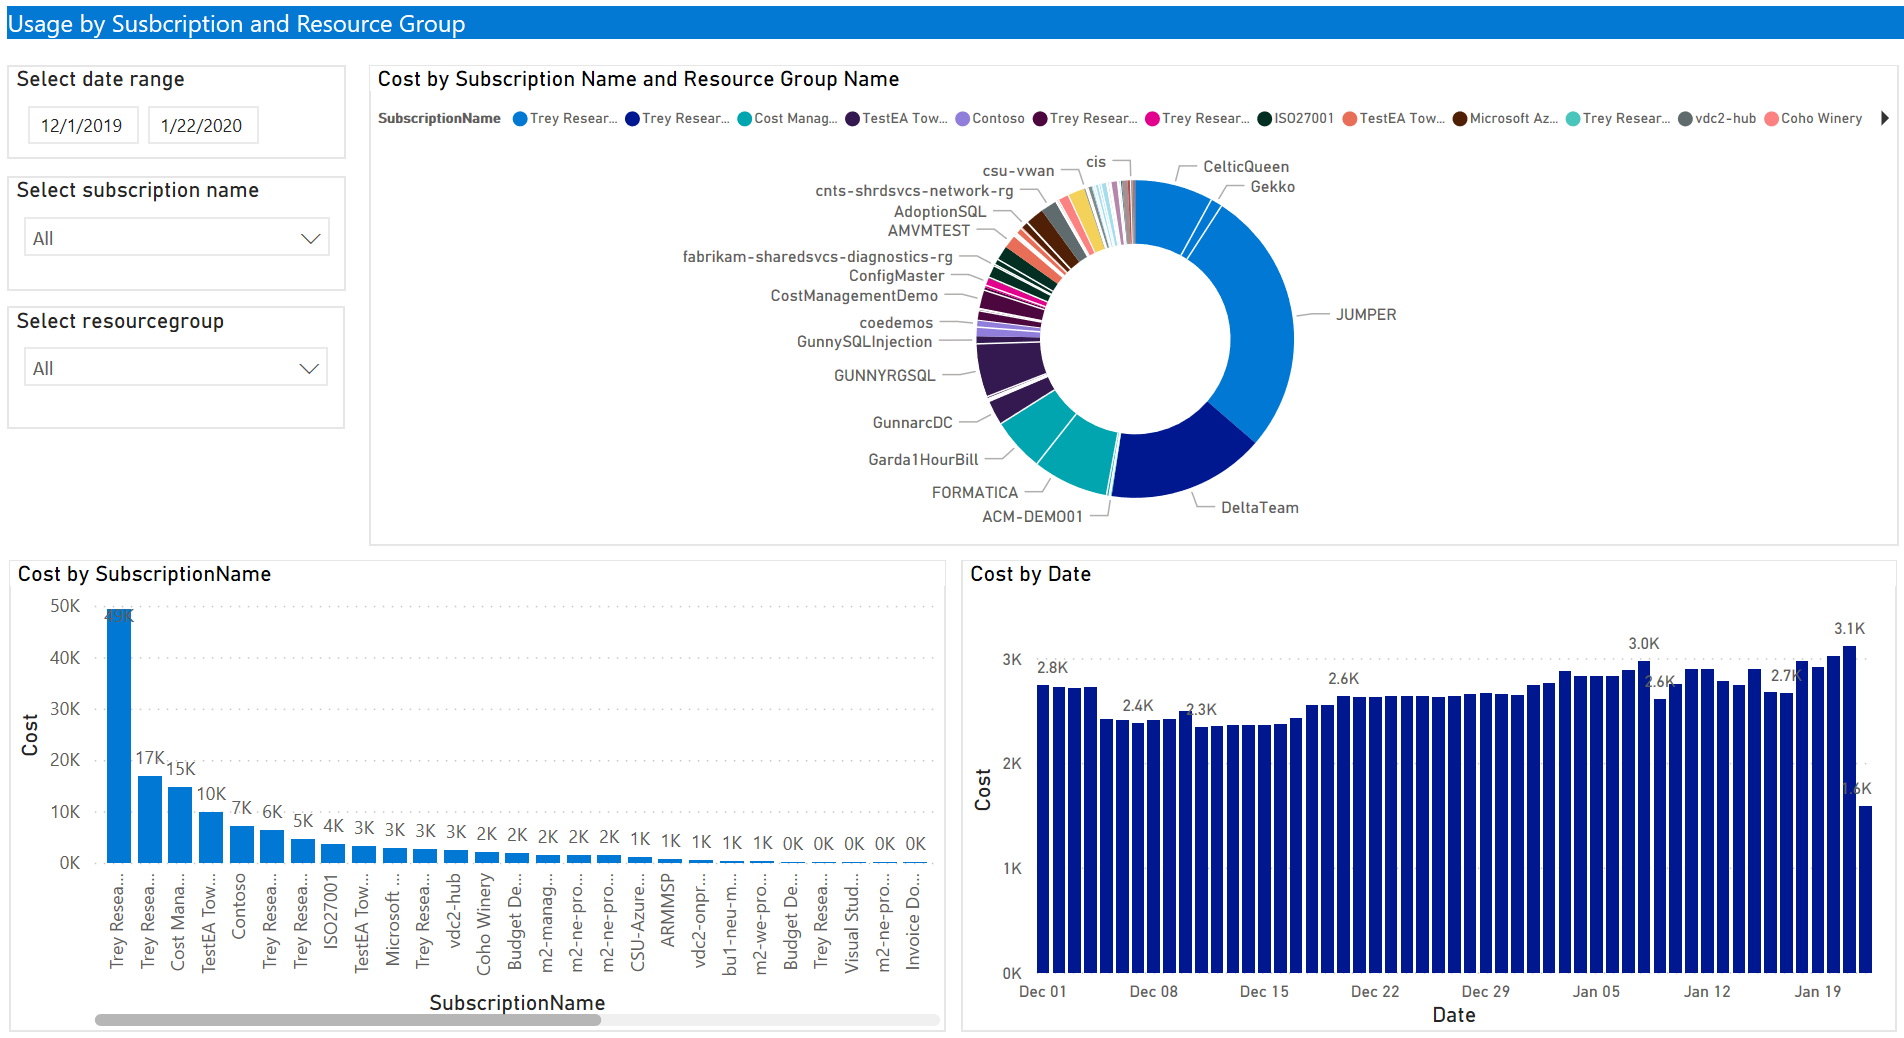 Usage by Susbcription and Resource Group
Select date range
12/1/2019
1/22/2020
Select subscription name
All
Select resourcegroup
All
Cost by Subscription Name and Resource Group Name
SubscriptionName Trey Resear... Trey Resear... Cost Manag... TestEA Tow... Contoso Trey Resear... Trey Resear... ISO27001 TestEA Tow... Microsoft Az... Trey Resear... vdc2-hub Coho Winery
cis
CelticQueen
csu-vwan
Gekko
cnts-shrdsvcs-network-rg
AdoptionSQL
AMVMTEST
fabrikam-sharedsvcs-diagnostics-rg
ConfigMaster
CostManagementDemo
JUMPER
coedemos
GunnySQLInjection
GUNNYRGSQL
GunnarcDC
Garda1HourBill
FORMATICA
DeltaTeam
ACM-DEMO01
Cost by SubscriptionName
50K
40K
30K
20K
10K
0K
Cost
49K
17K
15K
10K
7K
6K
5K
4K
3K
3K
3K
3K
2K
2K
2K
2K
2K
1K
1K
1K
1K
1K
0K
0K
0K
0K
0K
Trey Resea...
Trey Resea...
Cost Mana...
TestEA Tow...
Contoso
Trey Resea...
Trey Resea...
ISO27001
TestEA Tow...
Microsoft ...
Trey Resea...
vdc2-hub
Coho Winery
Budget De...
m2-manag...
m2-ne-pro...
m2-ne-pro...
CSU-Azure...
ARMMSP
vdc2-onpr...
bu1-neu-m...
m2-we-pro...
Budget De...
Trey Resea...
Visual Stud...
m2-ne-pro...
Invoice Do...
SubscriptionName
Cost by Date
3K
2K
1K
0K
Cost
2.8K
2.4K
2.3K
2.6K
3.0K
2.6K
2.7K
3.1K
1.6K
Dec 01
Dec 08
Dec 15
Dec 22
Dec 29
Jan 05
Jan 12
Jan 19
Date